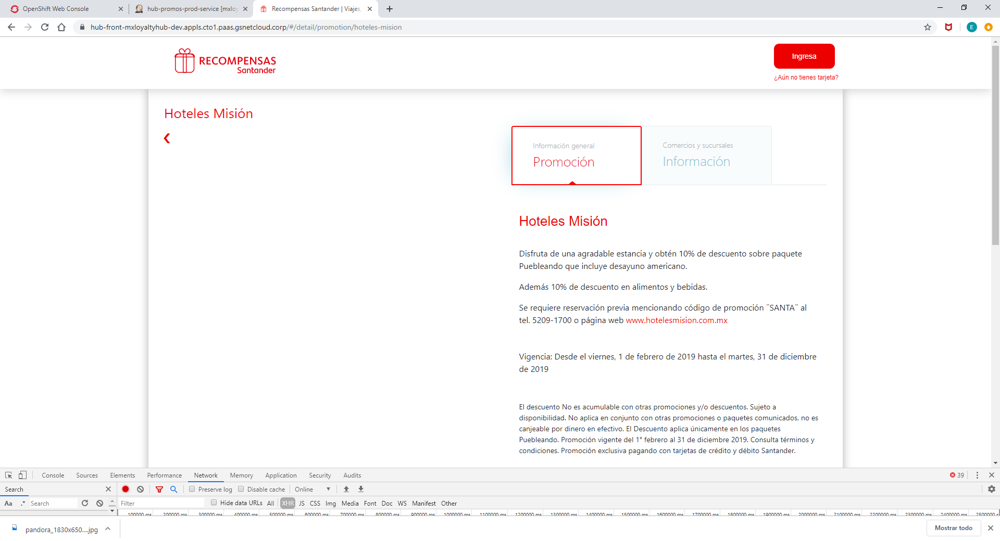 OpenShift Web Console
hub-promos-prod-service [mxloy
Recompensas Santander | Viajes,
hub-front-mxloyaltyhub-dev.appls.cto1.paas.gsnetcloud.corp/#/detail/promotion/hoteles-mision
E
RECOMPENSAS
Santander
Ingresa
¿Aún no tienes tarjeta?
Hoteles Misión
Información general
Promoción
Comercios y sucursales
Información
Hoteles Misión
Disfruta de una agradable estancia y obtén 10% de descuento sobre paquete
Puebleando que incluye desayuno americano.
Además 10% de descuento en alimentos y bebidas.
Se requiere reservación previa mencionando código de promoción ¨SANTA¨ al
tel. 5209-1700 o página web www.hotelesmision.com.mx
Vigencia: Desde el viernes, 1 de febrero de 2019 hasta el martes, 31 de diciembre
de 2019
El descuento No es acumulable con otras promociones y/o descuentos. Sujeto a
disponibilidad. No aplica en conjunto con otras promociones o paquetes comunicados, no es
canjeable por dinero en efectivo. El Descuento aplica únicamente en los paquetes
Puebleando. Promoción vigente del 1° febrero al 31 de diciembre 2019. Consulta términos y
condiciones. Promoción exclusiva pagando con tarjetas de crédito y débito Santander.
Console Sources Elements Performance Network Memory Application Security Audits 39
Search Preserve log Disable cache Online
Aa .* Search Filter Hide data URLs All XHR JS CSS Img Media Font Doc WS Manifest Other
100000 ms 200000 ms 300000 ms 400000 ms 500000 ms 600000 ms 700000 ms 800000 ms 900000 ms 1000000 ms 1100000 ms 1200000 ms 1300000 ms 1400000 ms 1500000 ms 1600000 ms 1700000 ms 1800000 ms 1900000 ms 2000000 ms 2100000 ms 2200000 ms 2300000 ms 2400000 ms 2500000 r
pandora_1830x650....jpg
Mostrar todo